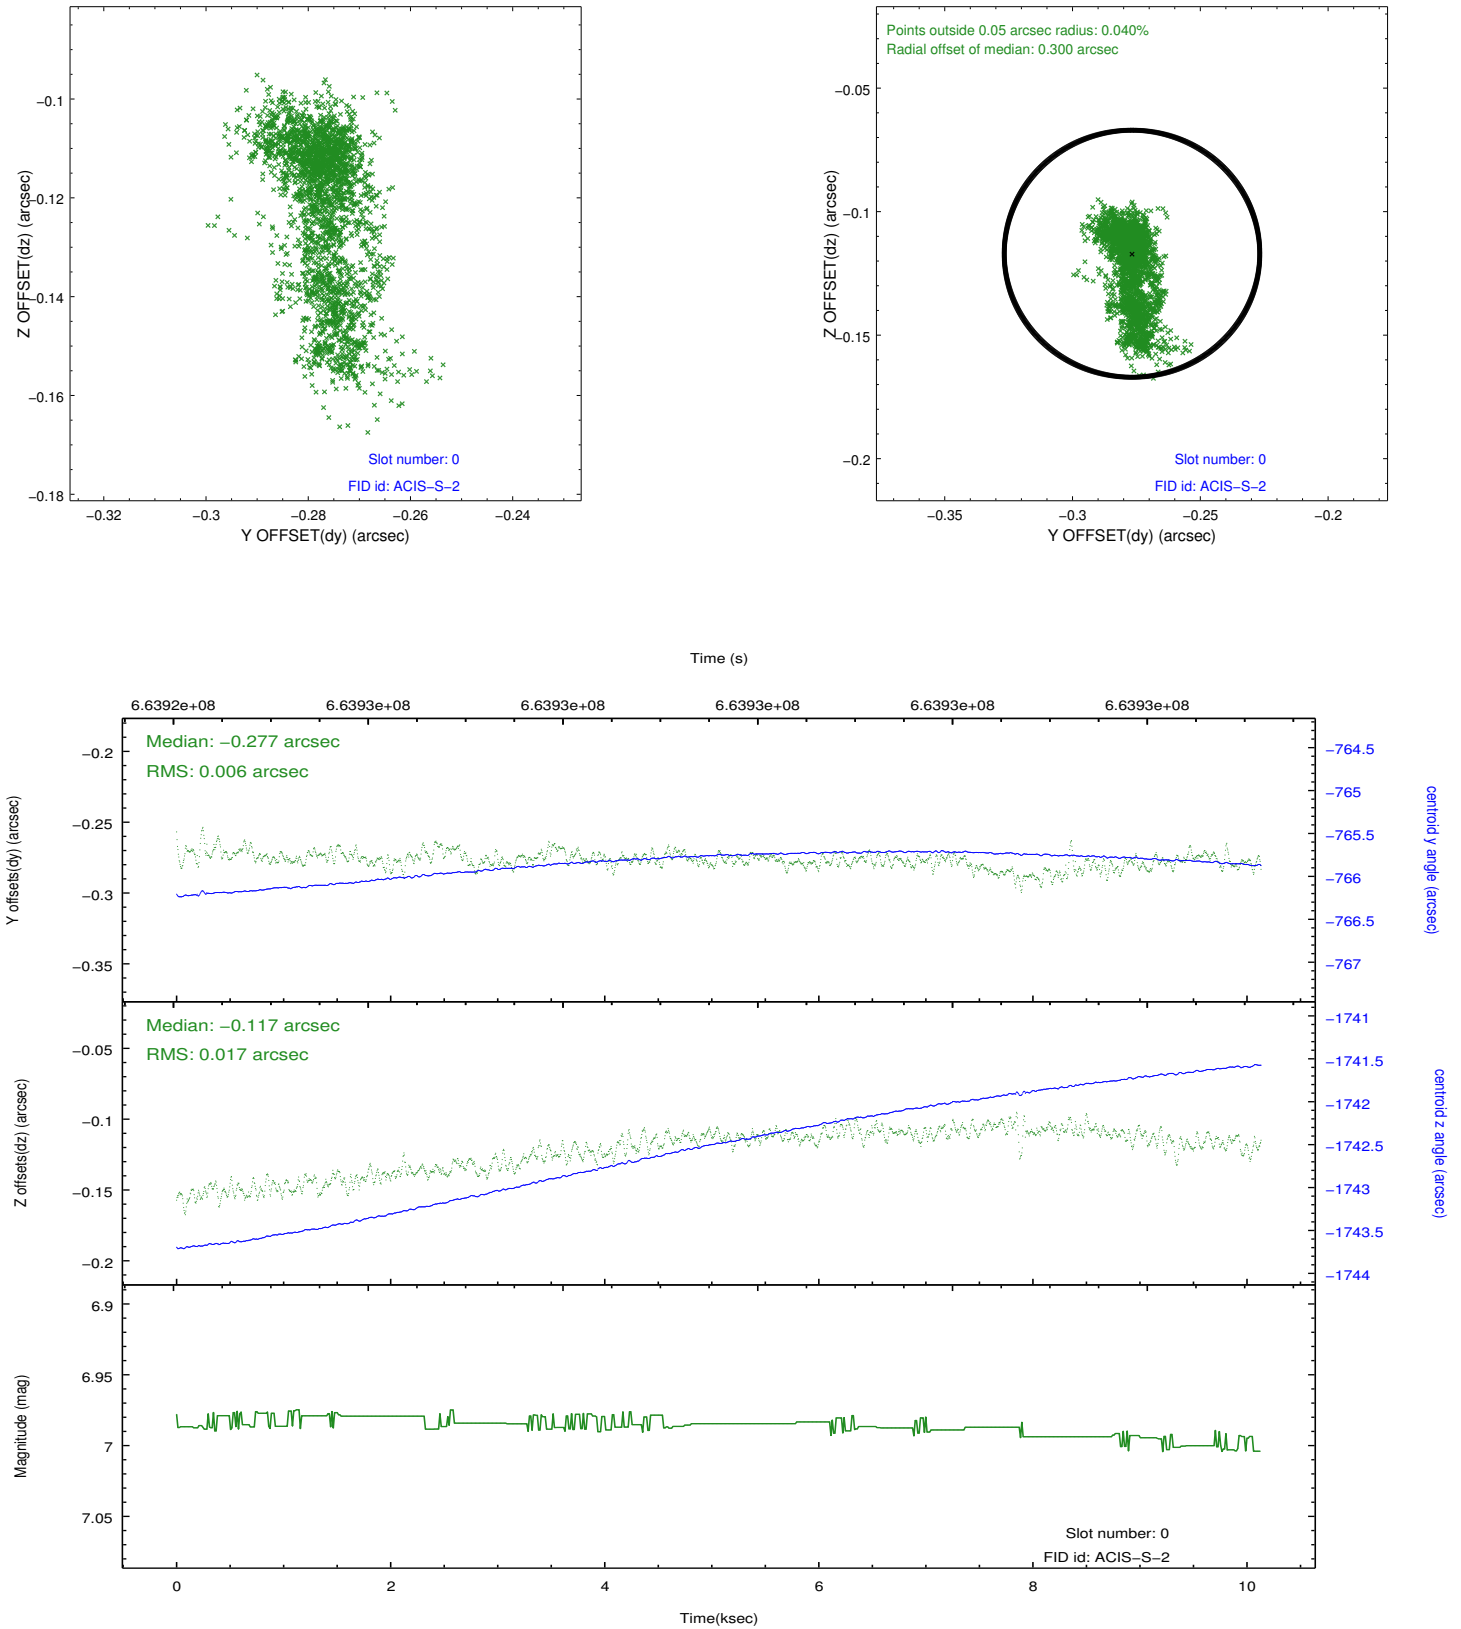 −0.1
−0.12
−0.14
−0.16
−0.18
−0.32
−0.3
−0.28
−0.26
−0.24
Z OFFSET(dz) (arcsec)
Y OFFSET(dy) (arcsec)
Slot number: 0
FID id: ACIS−S−2
Points outside 0.05 arcsec radius: 0.040%
Radial offset of median: 0.300 arcsec
−0.05
−0.1
−0.15
−0.2
−0.35
−0.3
−0.25
−0.2
Z OFFSET(dz) (arcsec)
Y OFFSET(dy) (arcsec)
Slot number: 0
FID id: ACIS−S−2
Time (s)
6.6392e+08
6.6393e+08
6.6393e+08
6.6393e+08
6.6393e+08
6.6393e+08
Median: −0.277 arcsec
RMS: 0.006 arcsec
−0.2
−0.25
−0.3
−0.35
Y offsets(dy) (arcsec)
−764.5
−765
−765.5
−766
−766.5
−767
centroid y angle (arcsec)
Median: −0.117 arcsec
RMS: 0.017 arcsec
−0.05
−0.1
−0.15
−0.2
Z offsets(dz) (arcsec)
−1741
−1741.5
−1742
−1742.5
−1743
−1743.5
−1744
centroid z angle (arcsec)
6.9
6.95
7
7.05
Magnitude (mag)
Slot number: 0
FID id: ACIS−S−2
0
2
4
6
8
10
Time(ksec)